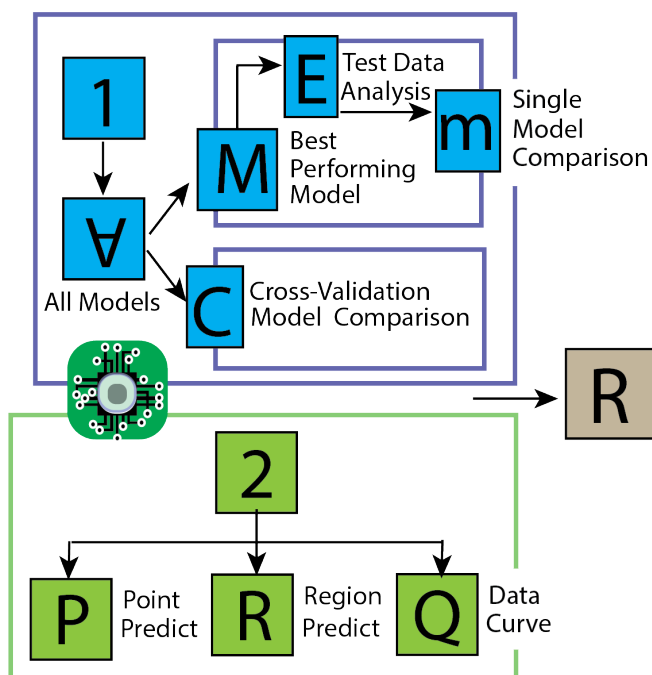 1
E
Test Data
Analysis
M
Best
Performing
Model
m
Single
Model
Comparison
∀
All Models
C
Cross-Validation
Model Comparison
R
2
P
Point
Predict
R
Region
Predict
Q
Data
Curve